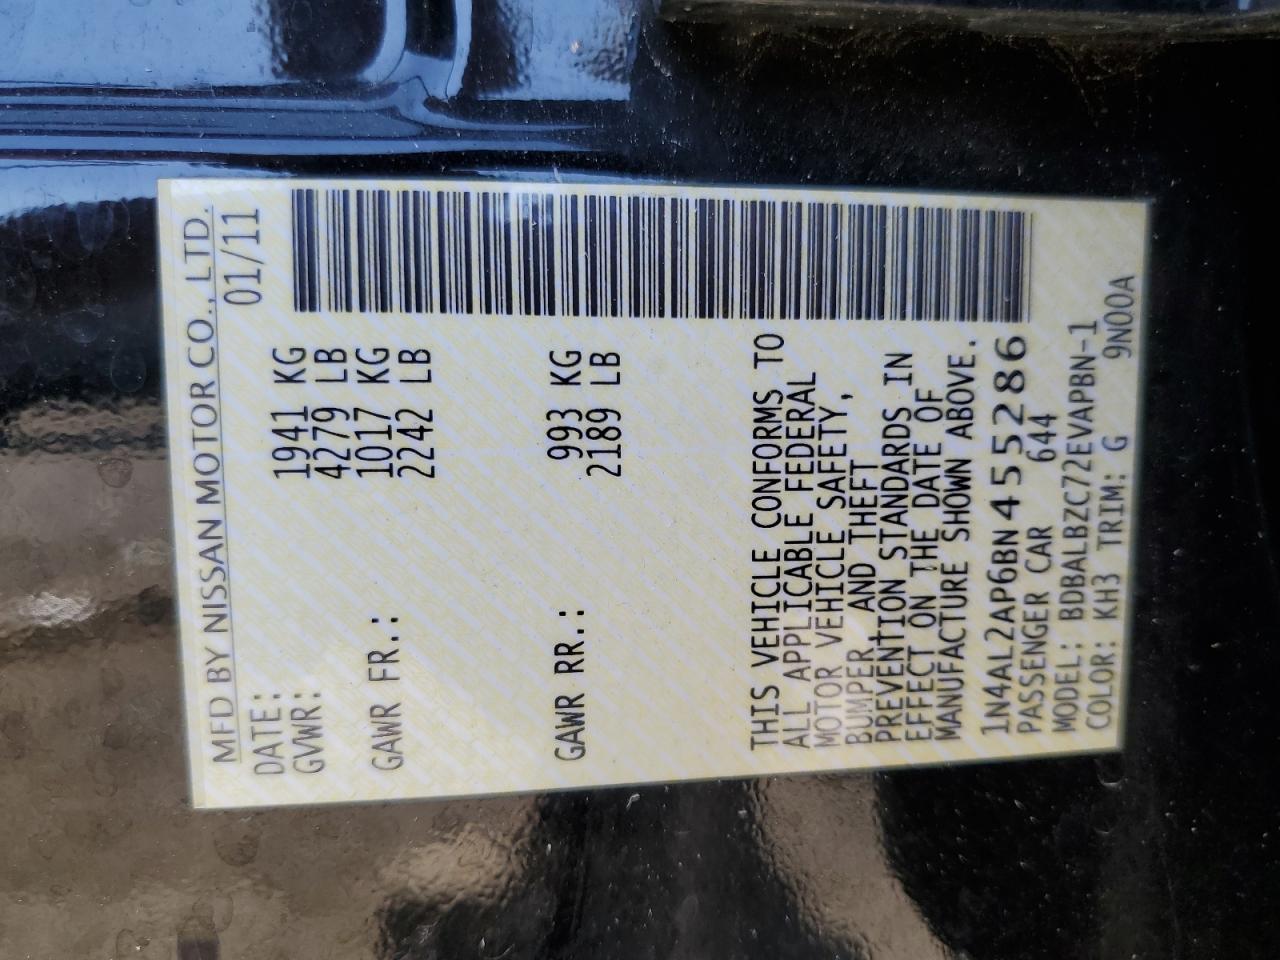 MFD BY NISSAN MOTOR CO., LTD.
DATE: 01/11
GVWR: 1941 KG
4279 LB
GAWR FR.: 1017 KG
2242 LB
GAWR RR.: 993 KG
2189 LB
THIS VEHICLE CONFORMS TO
ALL APPLICABLE FEDERAL
MOTOR VEHICLE SAFETY,
BUMPER AND THEFT
PREVENTION STANDARDS IN
EFFECT ON THE DATE OF
MANUFACTURE SHOWN ABOVE.
1N4AL2AP6BN455286
PASSENGER CAR 644
MODEL: BDBALBZC72EVAPBN-1
COLOR: KH3 TRIM: G 9N00A